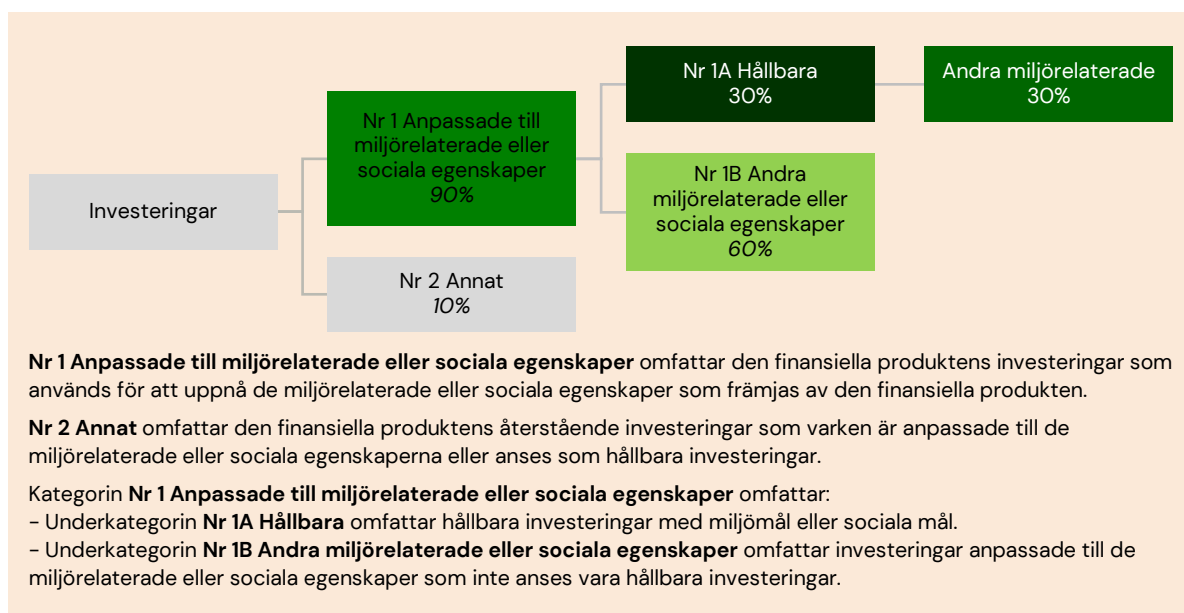 Nr 1A Hållbara
30%
Andra miljörelaterade
30%
Nr 1 Anpassade till
miljörelaterade eller
sociala egenskaper
90%
Nr 1B Andra
miljörelaterade eller
sociala egenskaper
60%
Investeringar
Nr 2 Annat
10%
Nr 1 Anpassade till miljörelaterade eller sociala egenskaper omfattar den finansiella produktens investeringar som
används för att uppnå de miljörelaterade eller sociala egenskaper som främjas av den finansiella produkten.
Nr 2 Annat omfattar den finansiella produktens återstående investeringar som varken är anpassade till de
miljörelaterade eller sociala egenskaperna eller anses som hållbara investeringar.
Kategorin Nr 1 Anpassade till miljörelaterade eller sociala egenskaper omfattar:
- Underkategorin Nr 1A Hållbara omfattar hållbara investeringar med miljömål eller sociala mål.
- Underkategorin Nr 1B Andra miljörelaterade eller sociala egenskaper omfattar investeringar anpassade till de
miljörelaterade eller sociala egenskaper som inte anses vara hållbara investeringar.